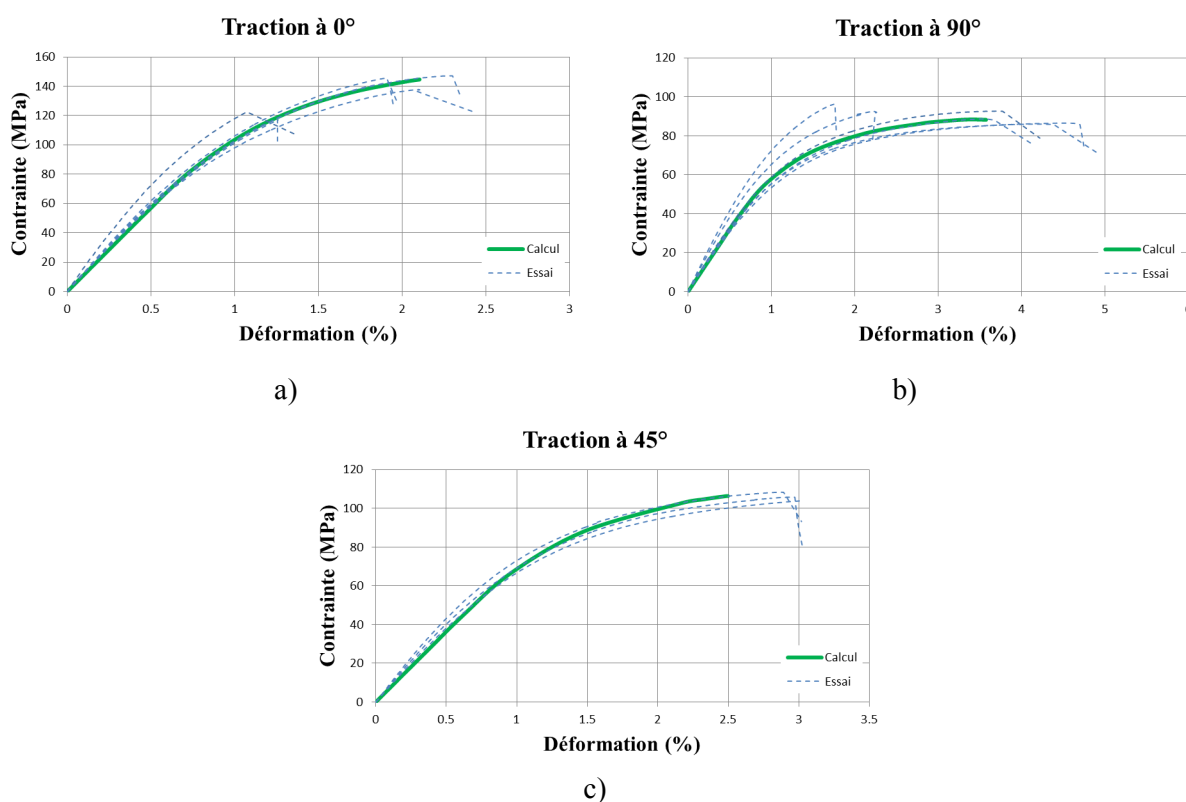 Traction à 0°
Contrainte (MPa)
160
140
120
100
80
60
40
20
0
0
0.5
1
1.5
2
2.5
3
Déformation (%)
Calcul
Essai
a)
Traction à 90°
Contrainte (MPa)
120
100
80
60
40
20
0
0
1
2
3
4
5
Déformation (%)
Calcul
Essai
b)
Traction à 45°
Contrainte (MPa)
120
100
80
60
40
20
0
0
0.5
1
1.5
2
2.5
3
3.5
Déformation (%)
Calcul
Essai
c)